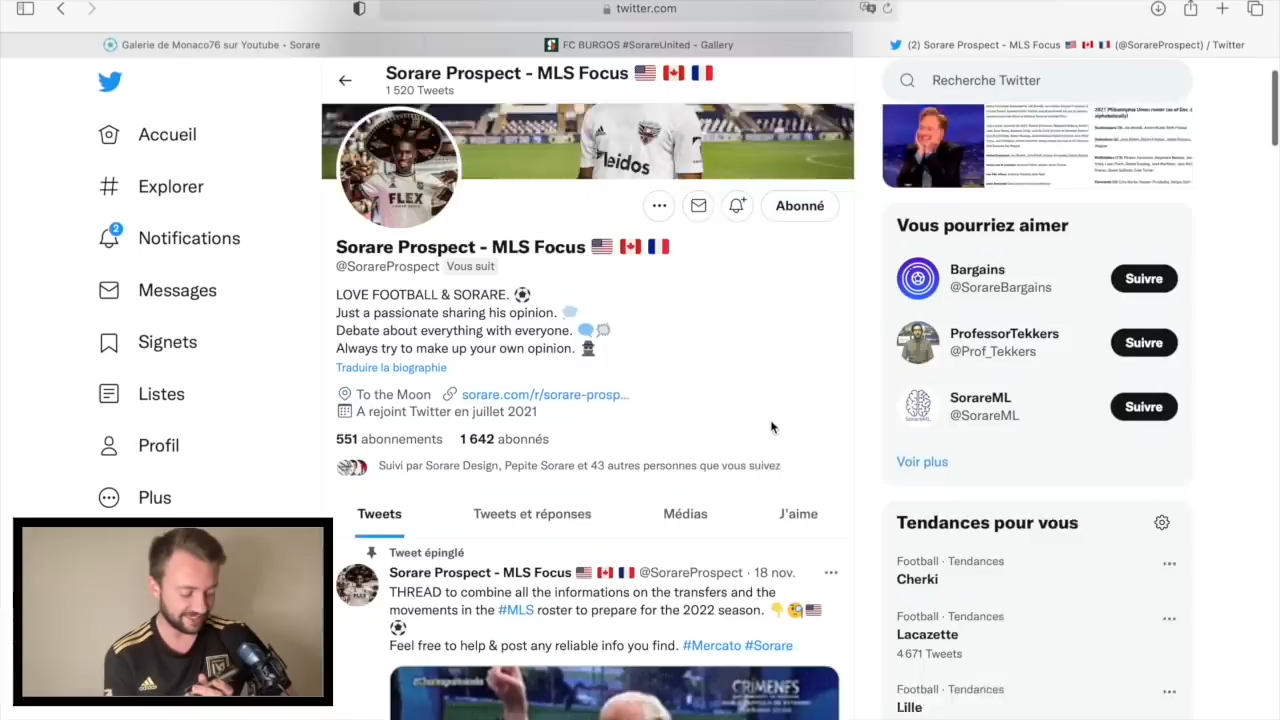 twitter.com
Galerie de Monaco76 sur Youtube • Sorare
FC BURGOS #SorareUnited - Gallery
(2) Sorare Prospect - MLS Focus 🇺🇸 🇨🇦 🇫🇷 (@SorareProspect) / Twitter
Accueil
Explorer
2
Notifications
Messages
Signets
Listes
Profil
Plus
Sorare Prospect - MLS Focus 🇺🇸 🇨🇦 🇫🇷
1 520 Tweets
leidos
FLEX
Abonné
Sorare Prospect - MLS Focus 🇺🇸 🇨🇦 🇫🇷
@SorareProspect Vous suit
LOVE FOOTBALL & SORARE. ⚽
Just a passionate sharing his opinion.
Debate about everything with everyone.
Always try to make up your own opinion.
Traduire la biographie
To the Moon sorare.com/r/sorare-prosp...
A rejoint Twitter en juillet 2021
551 abonnements 1 642 abonnés
Suivi par Sorare Design, Pepite Sorare et 43 autres personnes que vous suivez
Tweets Tweets et réponses Médias J'aime
Tweet épinglé
Sorare Prospect - MLS Focus 🇺🇸 🇨🇦 🇫🇷 @SorareProspect · 18 nov.
THREAD to combine all the informations on the transfers and the
movements in the #MLS roster to prepare for the 2022 season. 👇🧐🇺🇸
⚽
Feel free to help & post any reliable info you find. #Mercato #Sorare
CRIMENES
Recherche Twitter
Vous pourriez aimer
Bargains
@SorareBargains
Suivre
ProfessorTekkers
@Prof_Tekkers
Suivre
SorareML
@SorareML
Suivre
Voir plus
Tendances pour vous
Football · Tendances
Cherki
Football · Tendances
Lacazette
4 671 Tweets
Football · Tendances
Lille